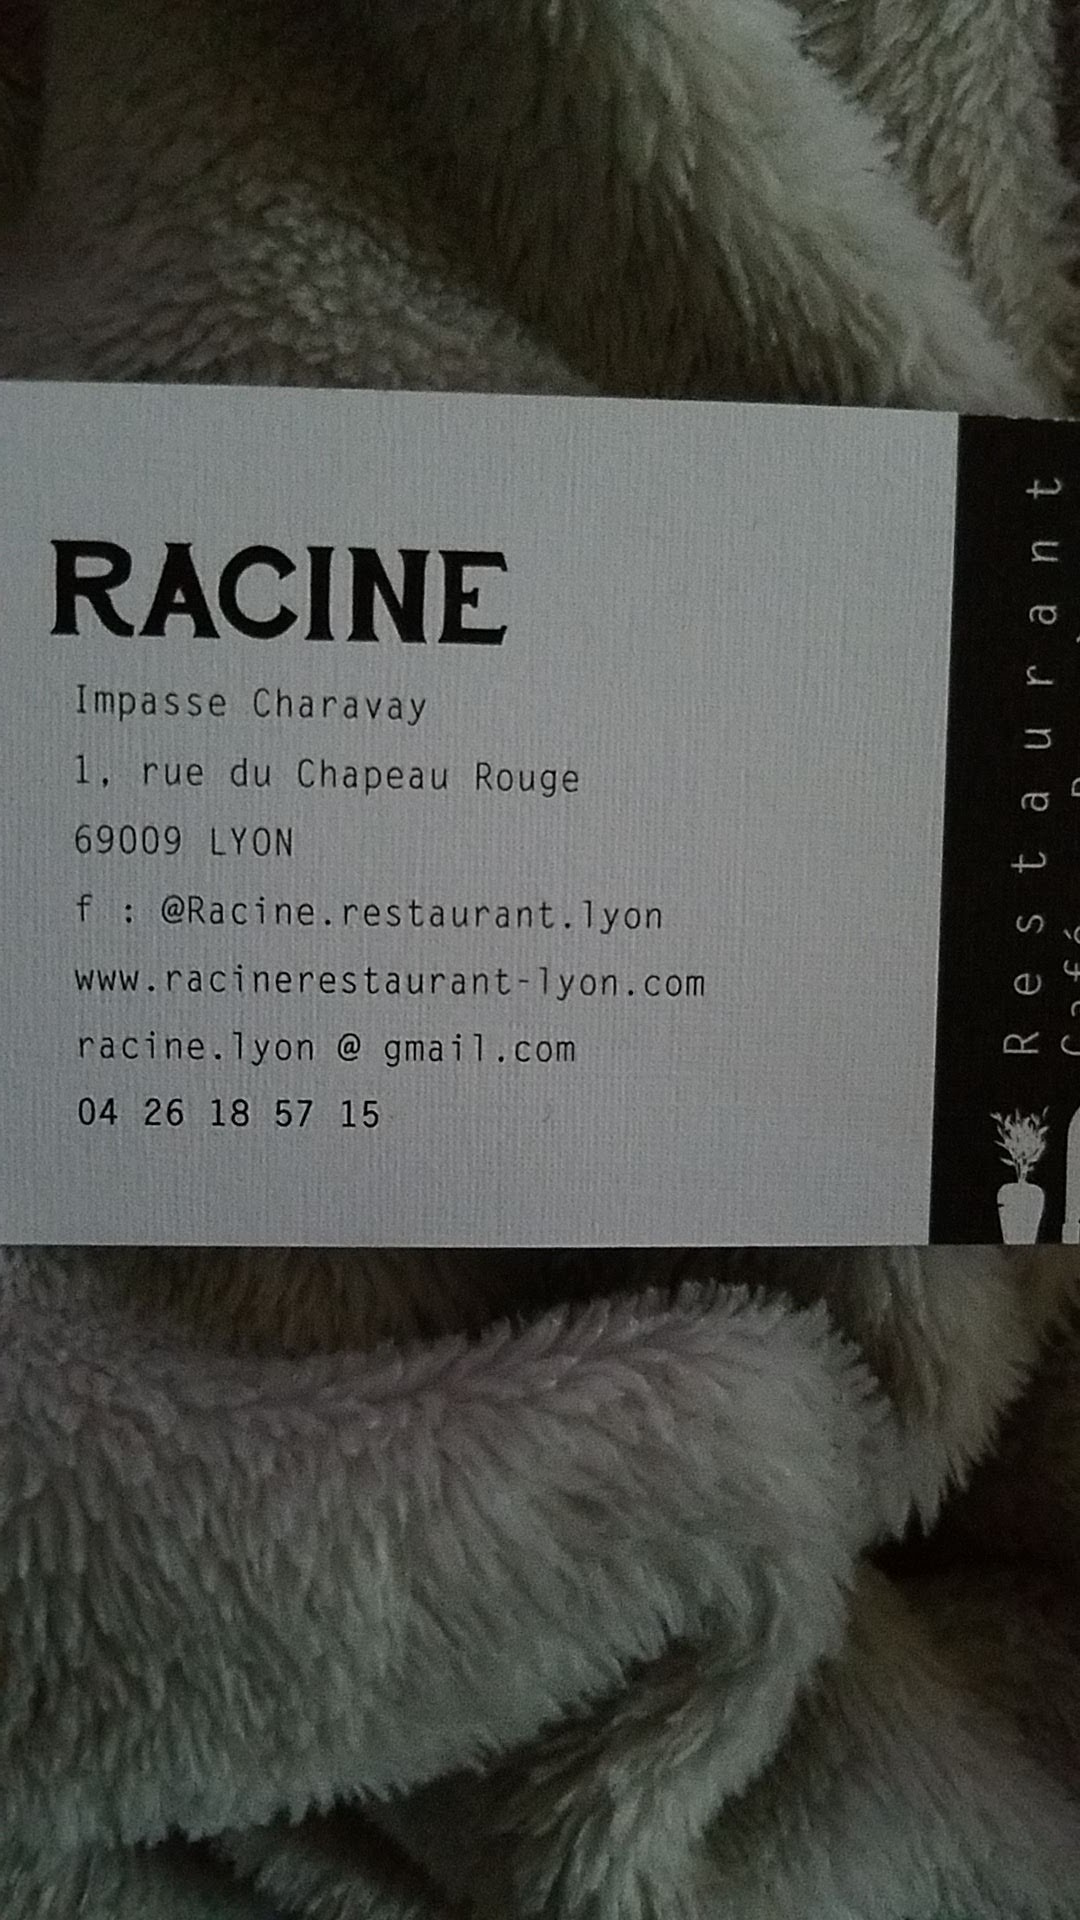 RACINE
Impasse Charavay
1, rue du Chapeau Rouge
69009 LYON
f : @Racine.restaurant.lyon
www.racinerestaurant-lyon.com
racine.lyon @ gmail.com
04 26 18 57 15
Restaurant
Café